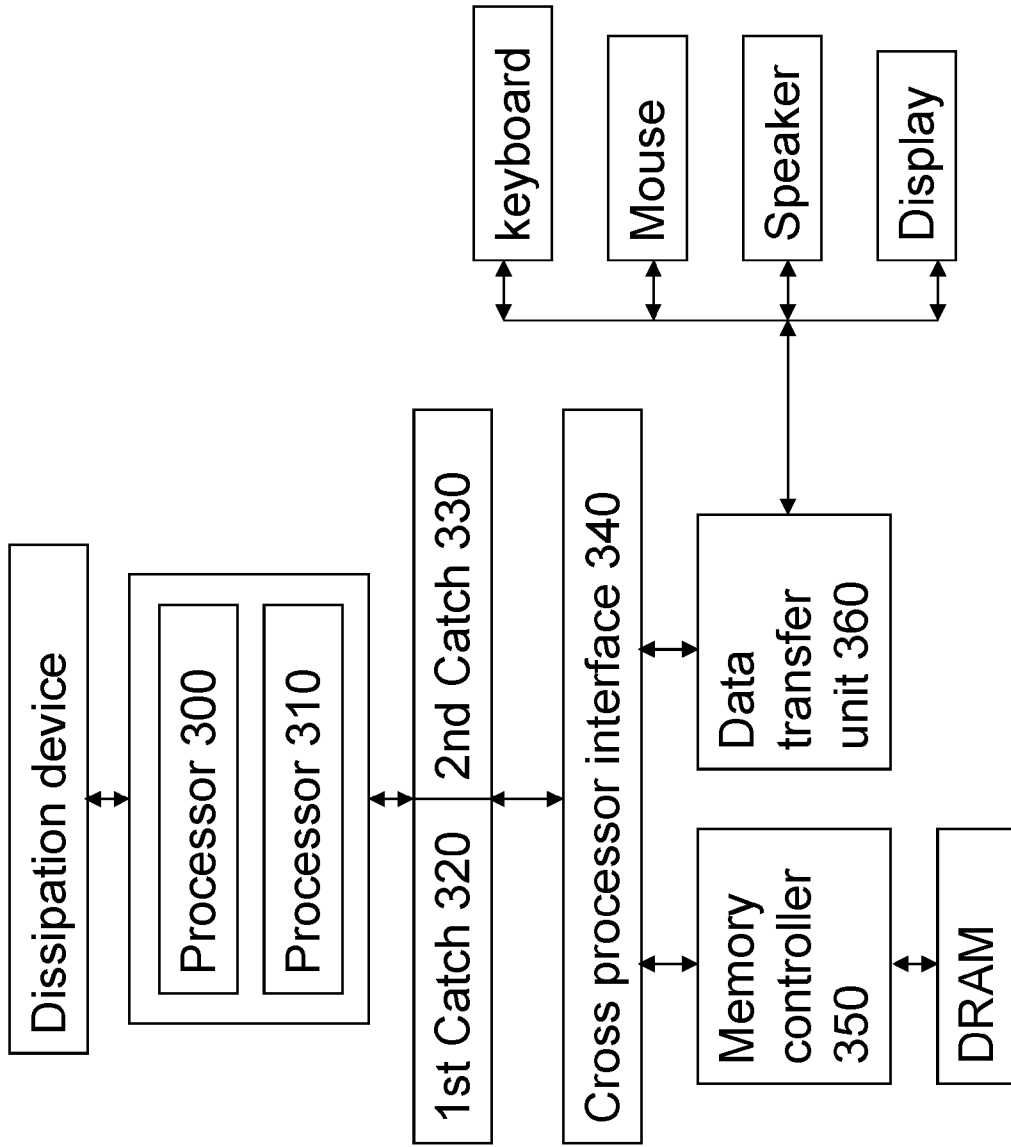 Dissipation device
Processor 300
Processor 310
1st Catch 320
2nd Catch 330
Cross processor interface 340
Memory
controller
350
Data
transfer
unit 360
DRAM
keyboard
Mouse
Speaker
Display